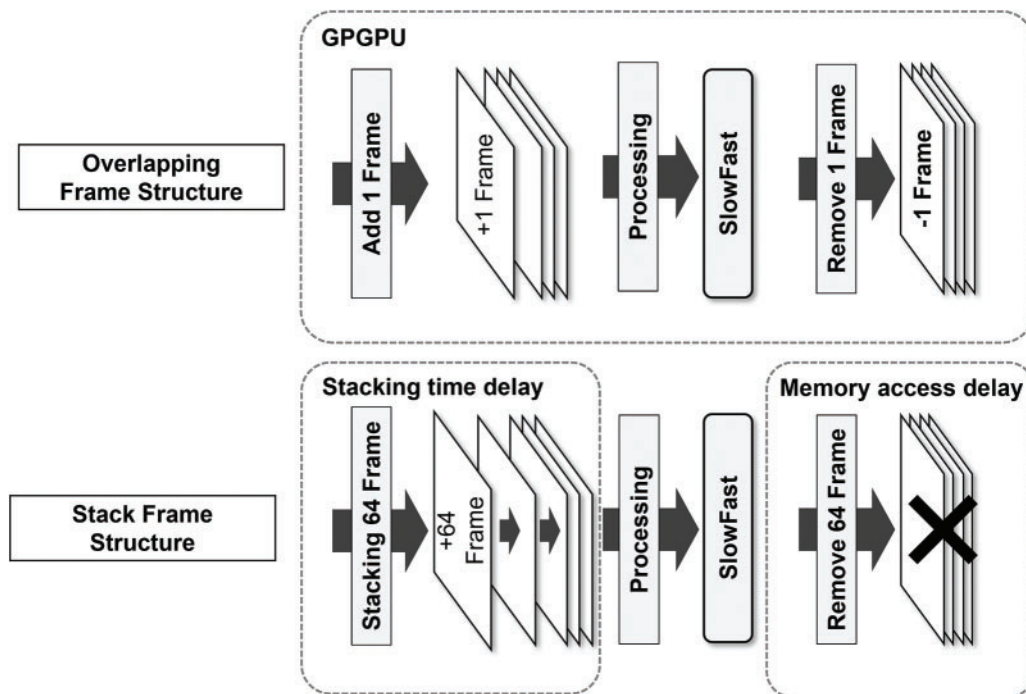 GPGPU
Overlapping
Frame Structure
Add 1 Frame
+1 Frame
Processing
SlowFast
Remove 1 Frame
-1 Frame
Stacking time delay
Memory access delay
Stack Frame
Structure
Stacking 64 Frame
+64
Frame
Processing
SlowFast
Remove 64 Frame